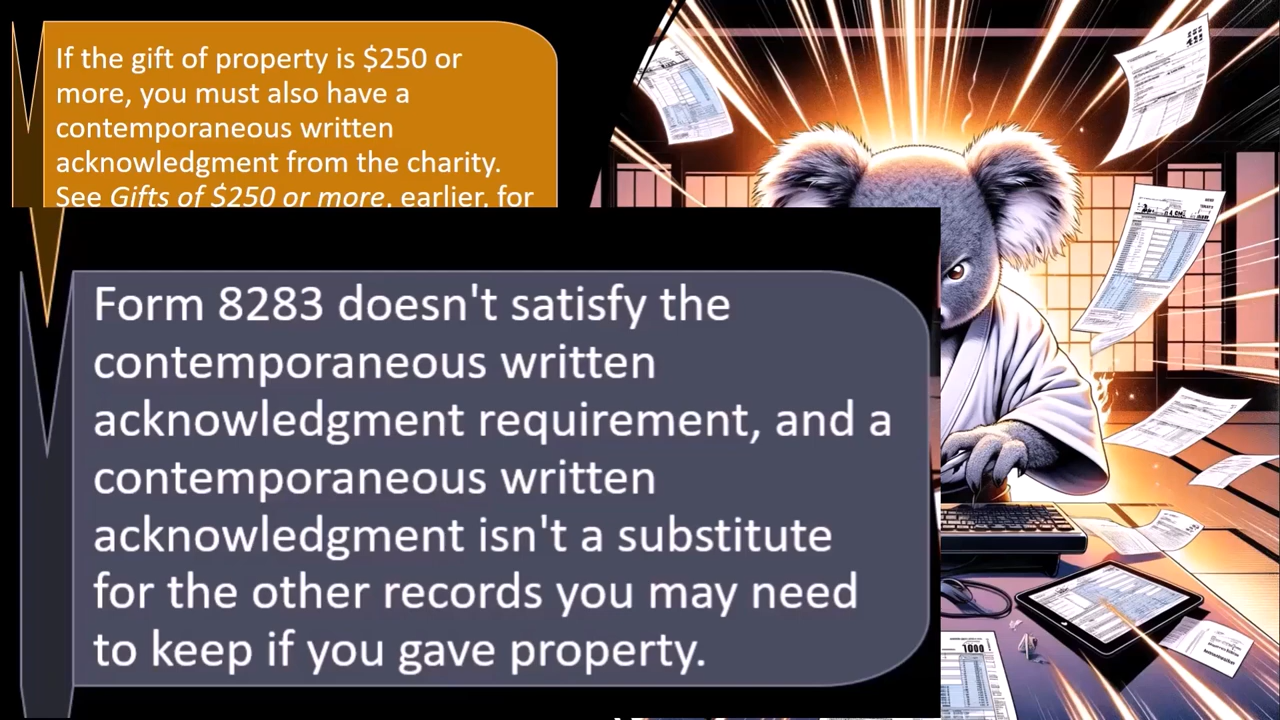 If the gift of property is $250 or
more, you must also have a
contemporaneous written
acknowledgment from the charity.
See Gifts of $250 or more, earlier, for
Form 8283 doesn't satisfy the
contemporaneous written
acknowledgment requirement, and a
contemporaneous written
acknowledgment isn't a substitute
for the other records you may need
to keep if you gave property.
1000